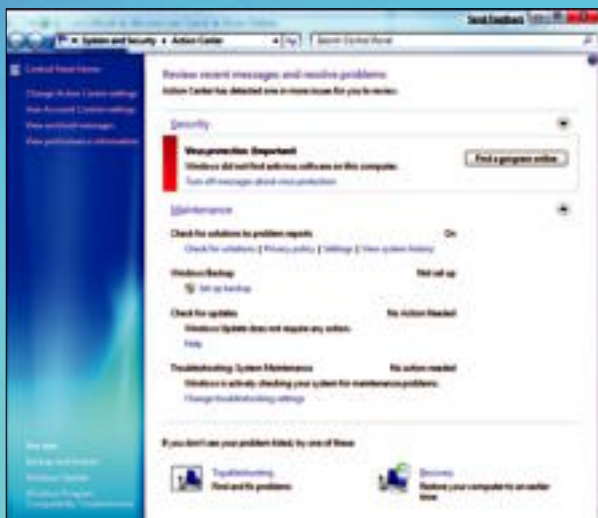 Send Feedback
System and Security ▸ Action Center
Search Control Panel
Control Panel Home
Change Action Center settings
User Account Control settings
View archived messages
View performance information
Review recent messages and resolve problems
Action Center has detected one or more issues for you to review.
Security
Virus protection (Important)
Windows did not find antivirus software on this computer.
Find a program online
Turn off messages about virus protection
Maintenance
Check for solutions to problem reports On
Check for solutions | Privacy policy | Settings | View system history
Windows Backup Not set up
Set up backup
Check for updates No Action Needed
Windows Update does not require any action.
Help
Troubleshooting: System Maintenance No action needed
Windows is actively checking your system for maintenance problems.
Change troubleshooting settings
See also
Backup and Restore
Windows Update
Windows Program
Compatibility Troubleshooter
If you don't see your problem listed, try one of these:
Troubleshooting
Find and fix problems
Recovery
Restore your computer to an earlier
time